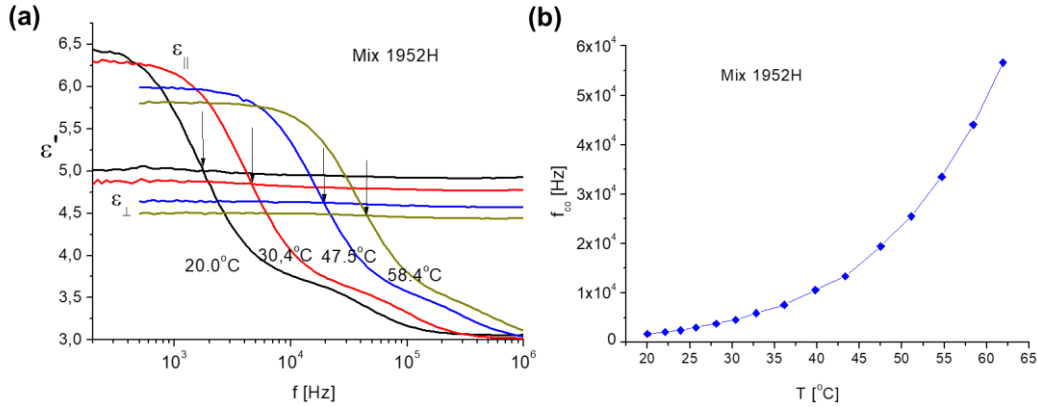 (a)
Mix 1952H
ε||
ε⊥
ε'
6,5
6,0
5,5
5,0
4,5
4,0
3,5
3,0
20.0°C
30,4°C
47.5°C
58.4°C
10³
10⁴
10⁵
10⁶
f [Hz]
(b)
Mix 1952H
f_co [Hz]
6x10⁴
5x10⁴
4x10⁴
3x10⁴
2x10⁴
1x10⁴
0
20
25
30
35
40
45
50
55
60
65
T [°C]